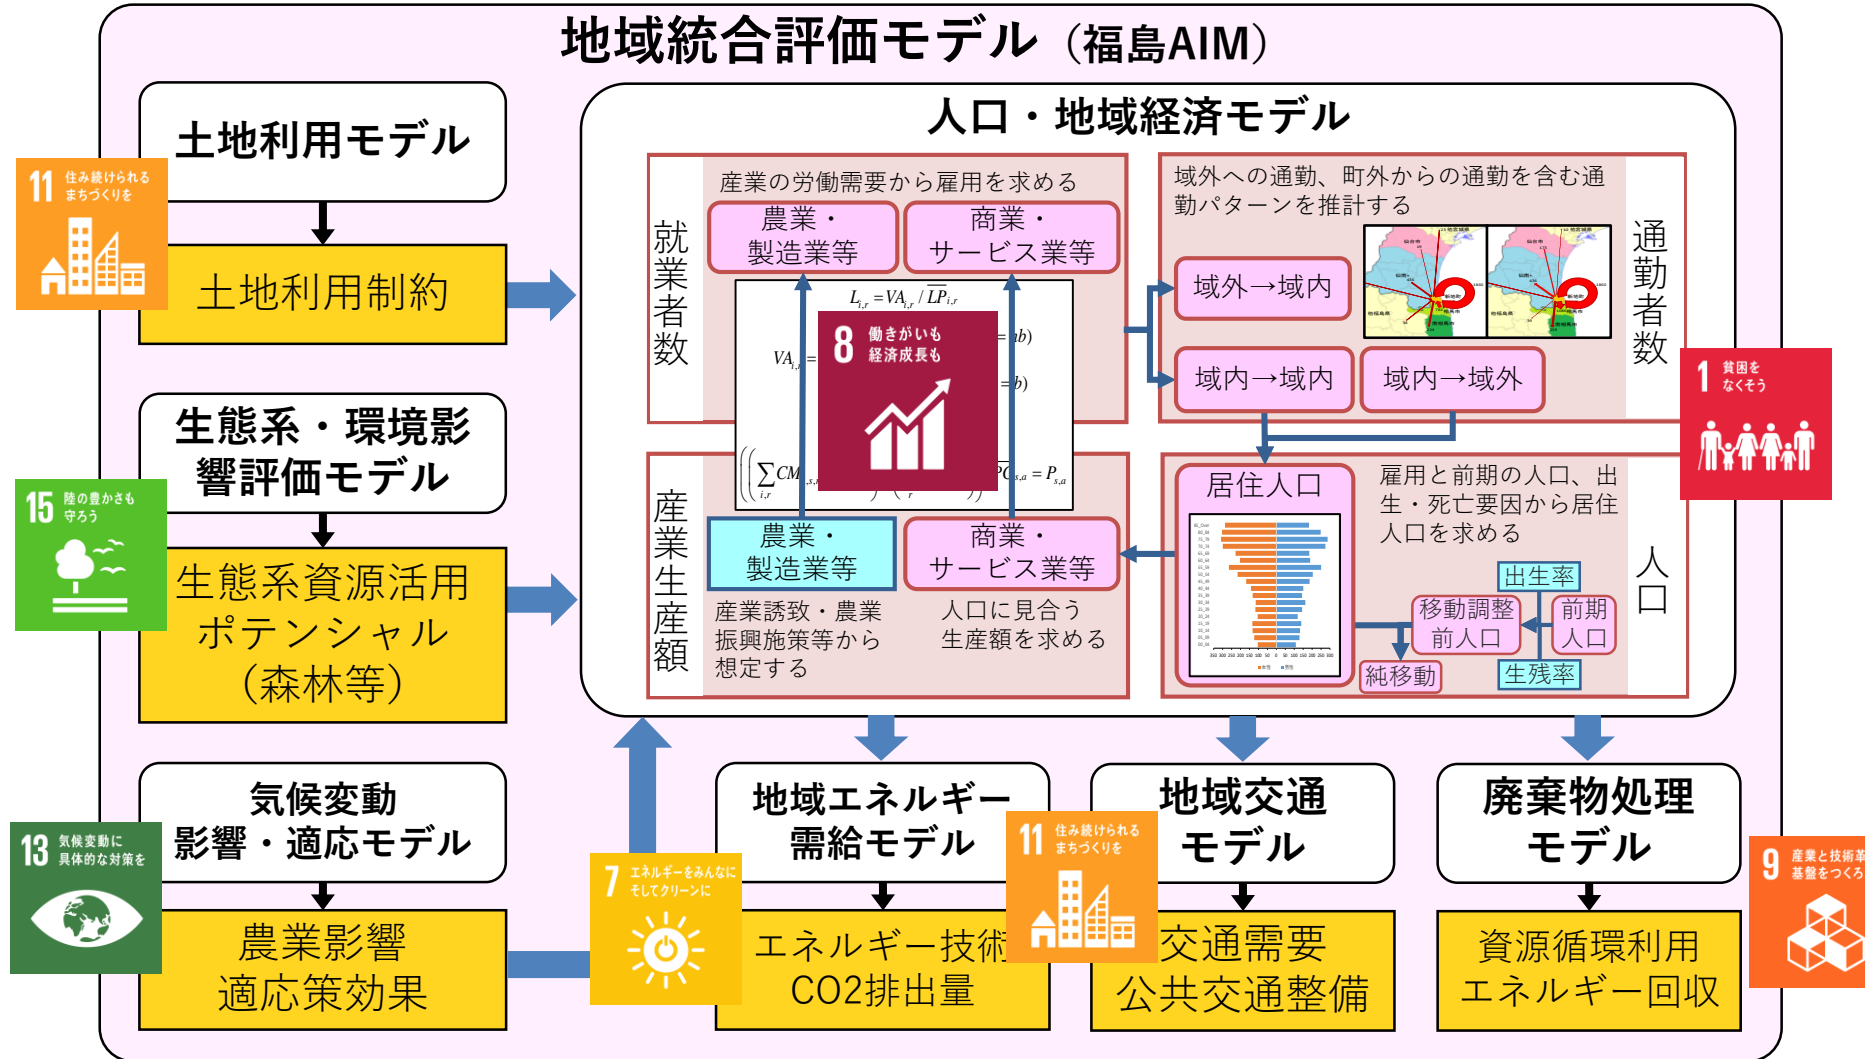 地域統合評価モデル（福島AIM）
土地利用モデル
11 住み続けられる
まちづくりを
土地利用制約
生態系・環境影
響評価モデル
15 陸の豊かさも
守ろう
生態系資源活用
ポテンシャル
（森林等）
気候変動
影響・適応モデル
13 気候変動に
具体的な対策を
農業影響
適応策効果
人口・地域経済モデル
就業者数
産業の労働需要から雇用を求める
農業・
製造業等
商業・
サービス業等
8 働きがいも
経済成長も
域外への通勤、町外からの通勤を含む通
勤パターンを推計する
通勤者数
域外→域内
域内→域内
域内→域外
1 貧困を
なくそう
産業生産額
農業・
製造業等
商業・
サービス業等
産業誘致・農業
振興施策等から
想定する
人口に見合う
生産額を求める
居住人口
雇用と前期の人口、出
生・死亡要因から居住
人口を求める
人口
出生率
移動調整
前人口
前期
人口
純移動
生残率
地域エネルギー
需給モデル
7 エネルギーをみんなに
そしてクリーンに
エネルギー技術
CO2排出量
地域交通
モデル
11 住み続けられる
まちづくりを
交通需要
公共交通整備
廃棄物処理
モデル
9 産業と技術革
基盤をつくろ
資源循環利用
エネルギー回収